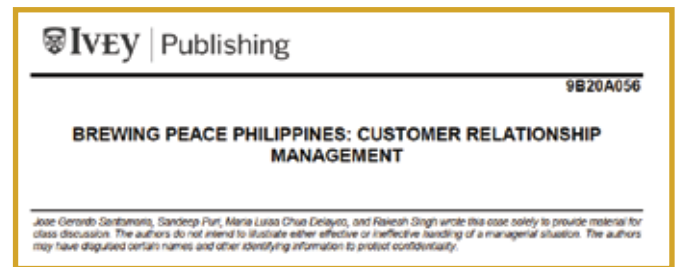 IVEY | Publishing
9B20A056
BREWING PEACE PHILIPPINES: CUSTOMER RELATIONSHIP
MANAGEMENT
Jose Gerardo Santamaria, Sandeep Puri, Maria Luisa Chua Delayco, and Rakesh Singh wrote this case solely to provide material for
class discussion. The authors do not intend to illustrate either effective or ineffective handling of a managerial situation. The authors
may have disguised certain names and other identifying information to protect confidentiality.